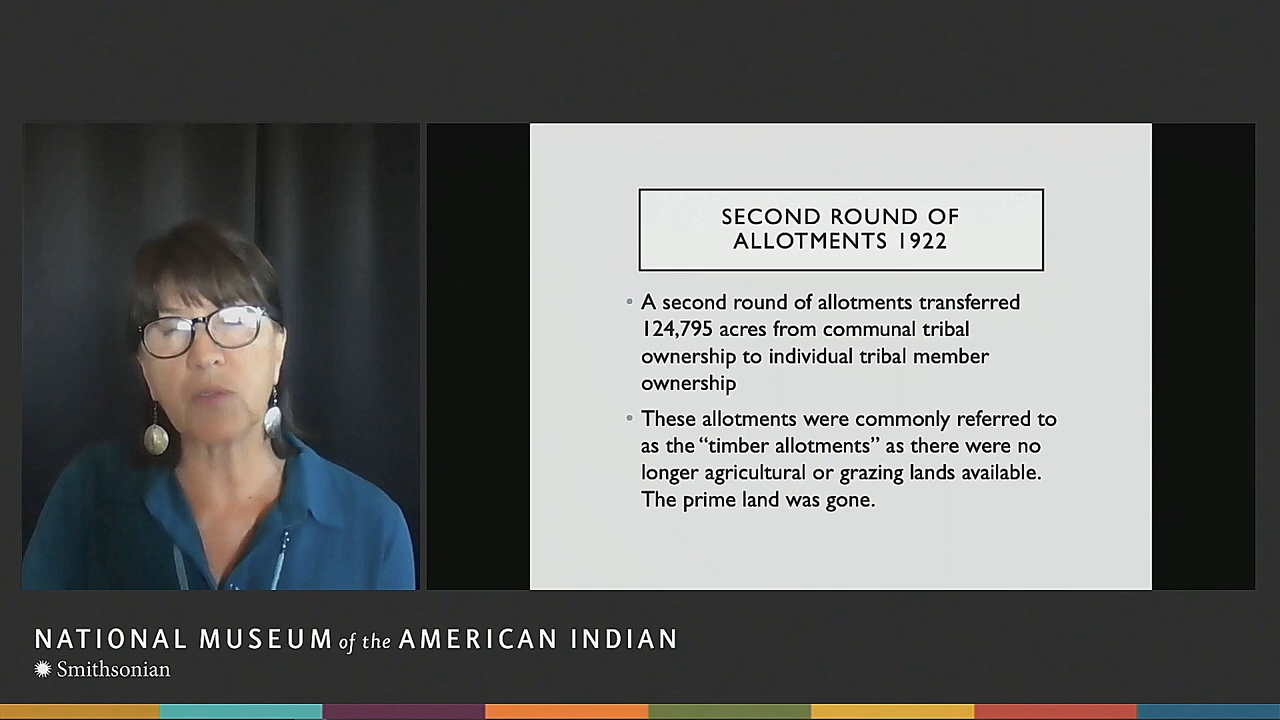 SECOND ROUND OF
ALLOTMENTS 1922
• A second round of allotments transferred
124,795 acres from communal tribal
ownership to individual tribal member
ownership
• These allotments were commonly referred to
as the “timber allotments” as there were no
longer agricultural or grazing lands available.
The prime land was gone.
NATIONAL MUSEUM of the AMERICAN INDIAN
Smithsonian